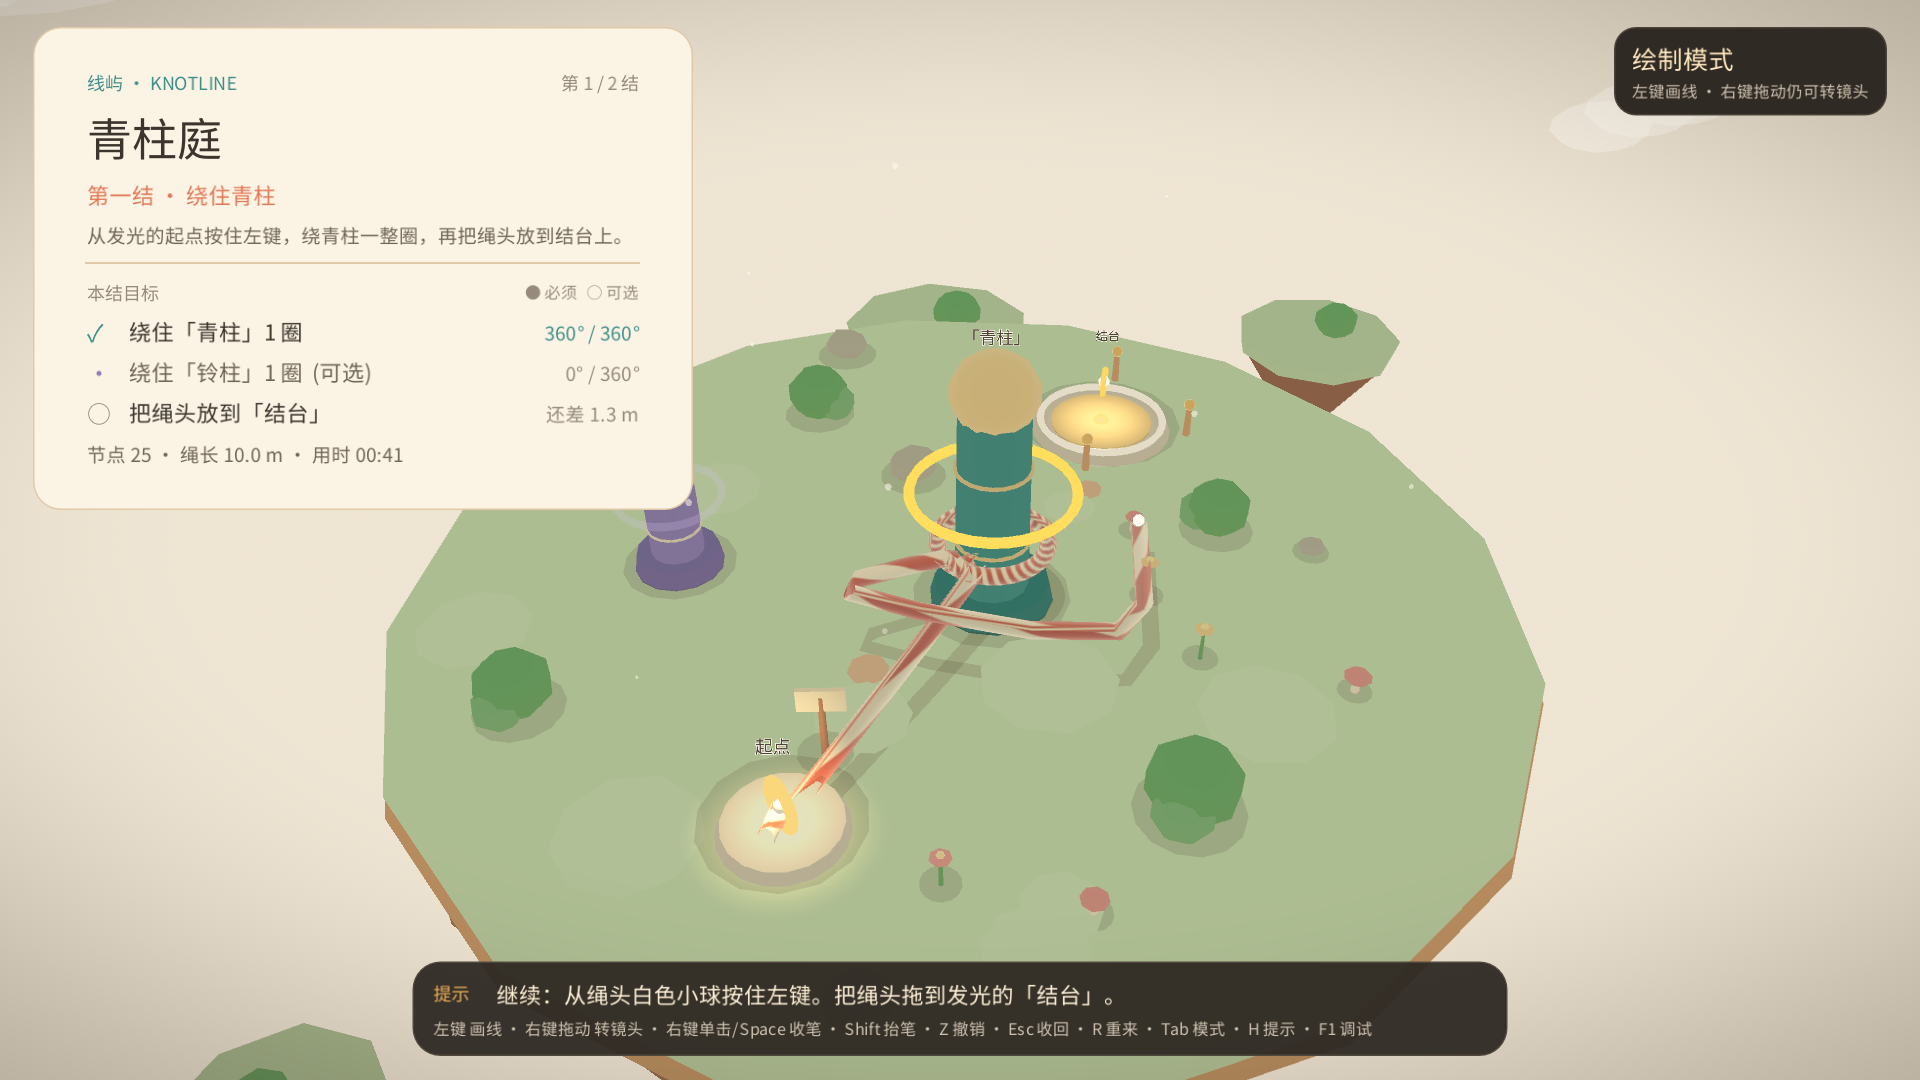 线屿 · KNOTLINE
第 1 / 2 结
青柱庭
第一结 · 绕住青柱
从发光的起点按住左键，绕青柱一整圈，再把绳头放到结台上。
本结目标
●必须 ○可选
✓ 绕住「青柱」1 圈 360° / 360°
• 绕住「铃柱」1 圈 (可选) 0° / 360°
○ 把绳头放到「结台」 还差 1.3 m
节点 25 · 绳长 10.0 m · 用时 00:41
绘制模式
左键画线 · 右键拖动仍可转镜头
「青柱」
结台
起点
提示 继续：从绳头白色小球按住左键。把绳头拖到发光的「结台」。
左键 画线 · 右键拖动 转镜头 · 右键单击/Space 收笔 · Shift 抬笔 · Z 撤销 · Esc 收回 · R 重来 · Tab 模式 · H 提示 · F1 调试